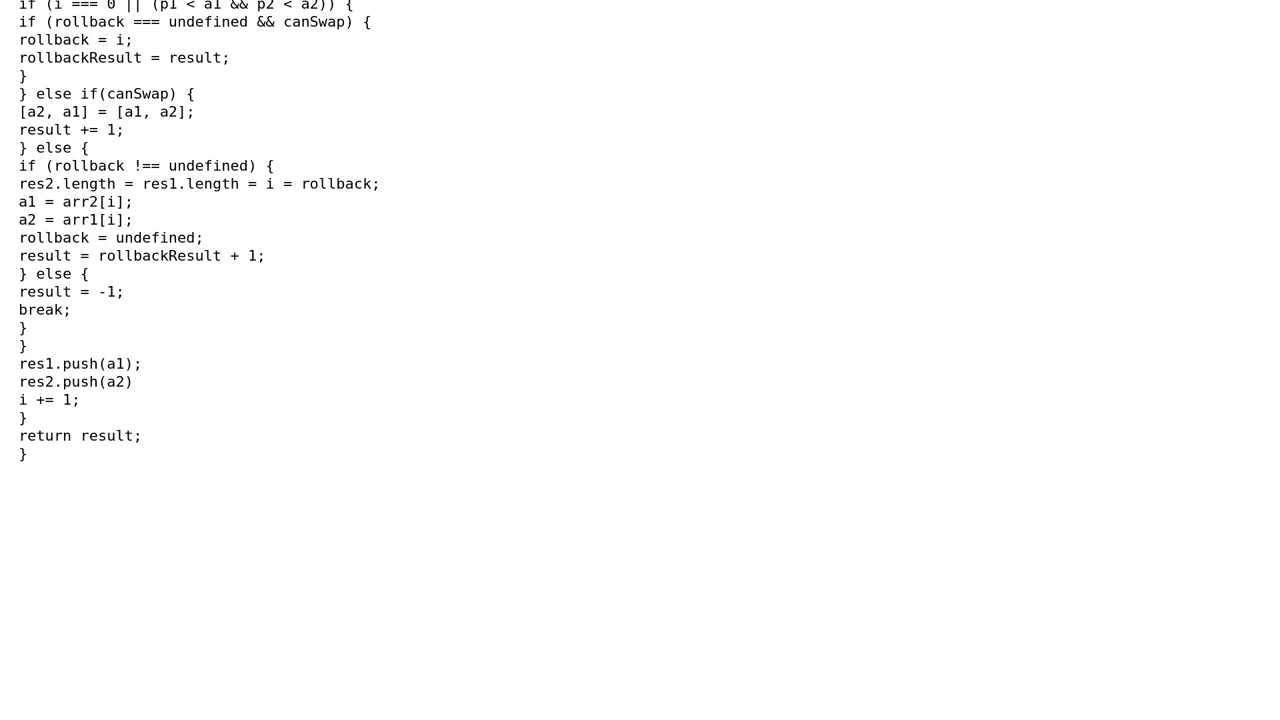 if (i === 0 || (p1 < a1 && p2 < a2)) {
if (rollback === undefined && canSwap) {
rollback = i;
rollbackResult = result;
}
} else if(canSwap) {
[a2, a1] = [a1, a2];
result += 1;
} else {
if (rollback !== undefined) {
res2.length = res1.length = i = rollback;
a1 = arr2[i];
a2 = arr1[i];
rollback = undefined;
result = rollbackResult + 1;
} else {
result = -1;
break;
}
}
res1.push(a1);
res2.push(a2)
i += 1;
}
return result;
}